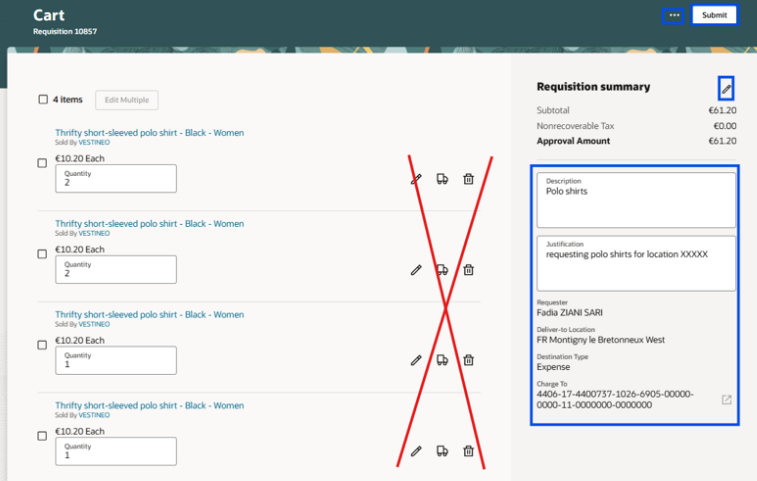 Cart
Requisition 10857
Submit
4 items
Edit Multiple
Thrifty short-sleeved polo shirt - Black - Women
Sold By VESTINEO
€10.20 Each
Quantity
2
Thrifty short-sleeved polo shirt - Black - Women
Sold By VESTINEO
€10.20 Each
Quantity
2
Thrifty short-sleeved polo shirt - Black - Women
Sold By VESTINEO
€10.20 Each
Quantity
1
Thrifty short-sleeved polo shirt - Black - Women
Sold By VESTINEO
€10.20 Each
Quantity
1
Requisition summary
Subtotal €61.20
Nonrecoverable Tax €0.00
Approval Amount €61.20
Description
Polo shirts
Justification
requesting polo shirts for location XXXXX
Requester
Fadia ZIANI SARI
Deliver-to Location
FR Montigny le Bretonneux West
Destination Type
Expense
Charge To
4406-17-4400737-1026-6905-00000-
0000-11-0000000-0000000